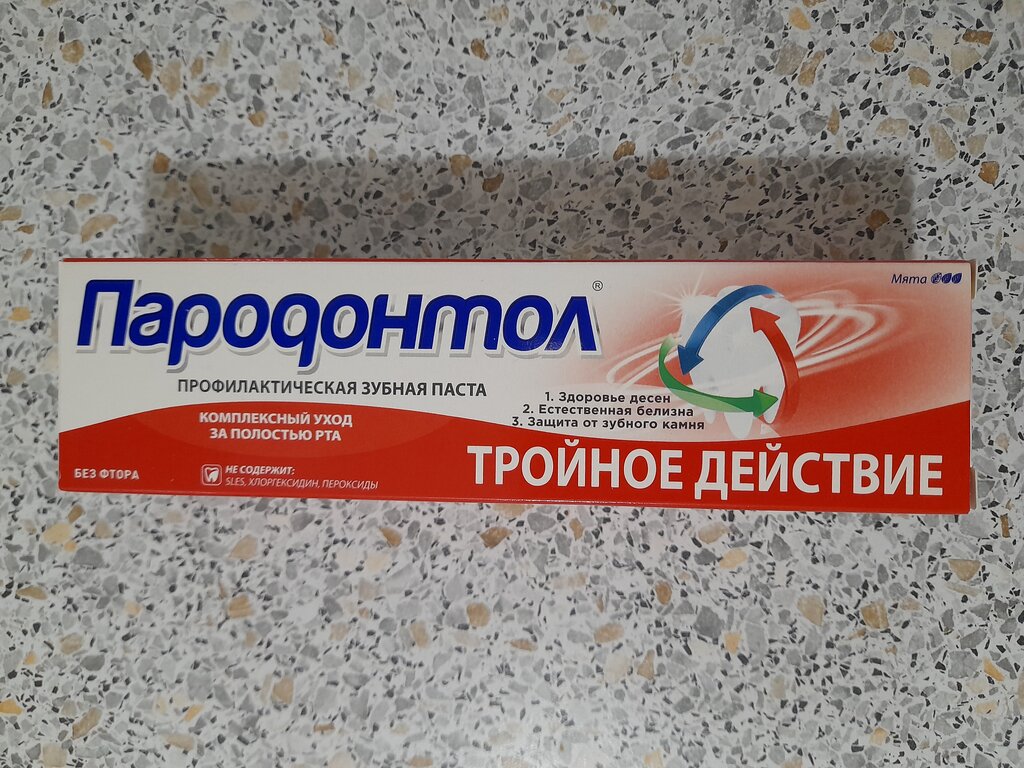 Пародонтол®
Мята
ПРОФИЛАКТИЧЕСКАЯ ЗУБНАЯ ПАСТА
1. Здоровье десен
2. Естественная белизна
3. Защита от зубного камня
КОМПЛЕКСНЫЙ УХОД
ЗА ПОЛОСТЬЮ РТА
ТРОЙНОЕ ДЕЙСТВИЕ
БЕЗ ФТОРА
НЕ СОДЕРЖИТ:
SLES, ХЛОРГЕКСИДИН, ПЕРОКСИДЫ